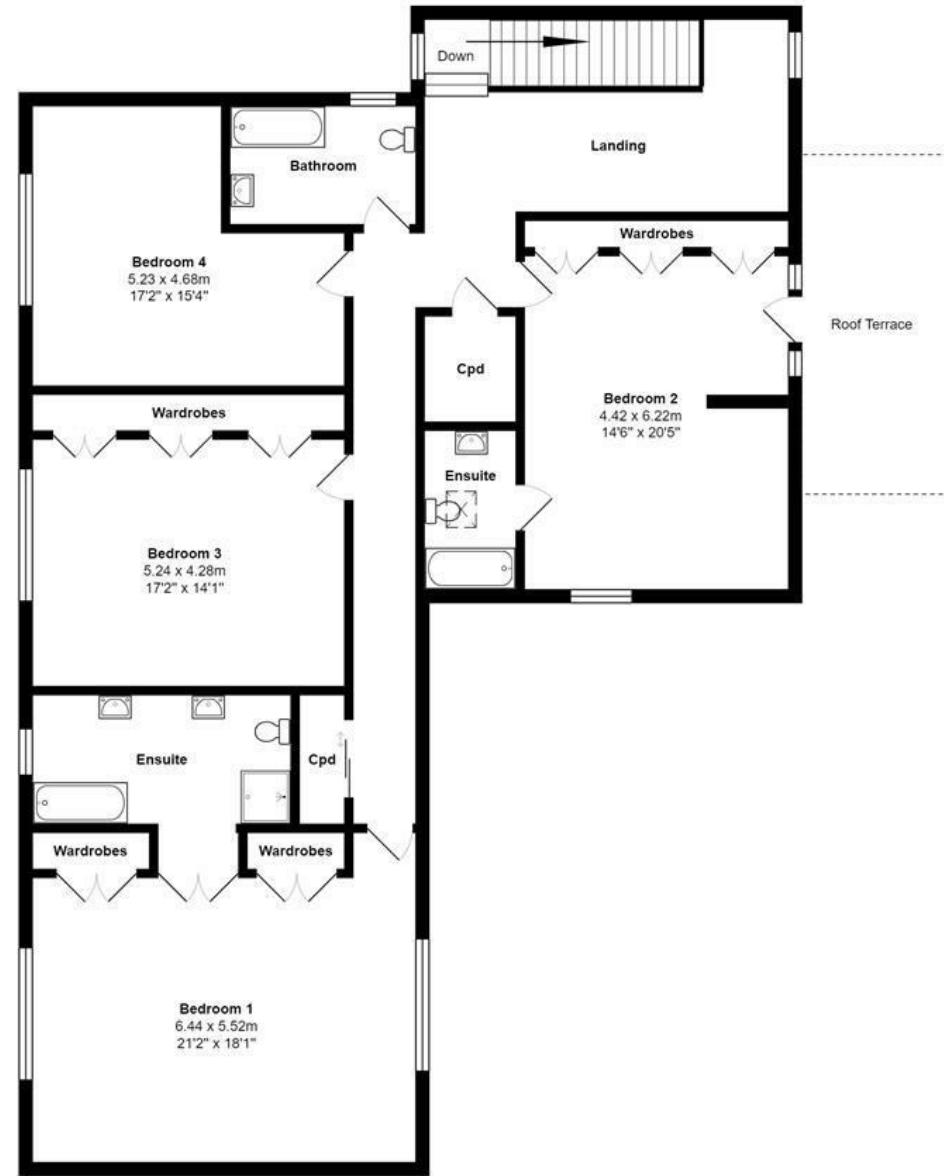 Down
Landing
Bathroom
Wardrobes
Bedroom 4
5.23 x 4.68m
17'2" x 15'4"
Roof Terrace
Cpd
Bedroom 2
4.42 x 6.22m
14'6" x 20'5"
Wardrobes
Ensuite
Bedroom 3
5.24 x 4.28m
17'2" x 14'1"
Ensuite
Cpd
Wardrobes
Wardrobes
Bedroom 1
6.44 x 5.52m
21'2" x 18'1"